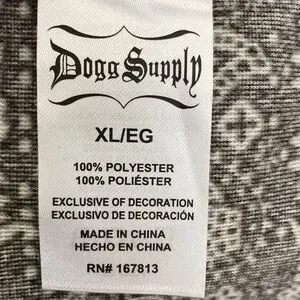 Dogg Supply
XL/EG
100% POLYESTER
100% POLIÉSTER
EXCLUSIVE OF DECORATION
EXCLUSIVO DE DECORACIÓN
MADE IN CHINA
HECHO EN CHINA
RN# 167813